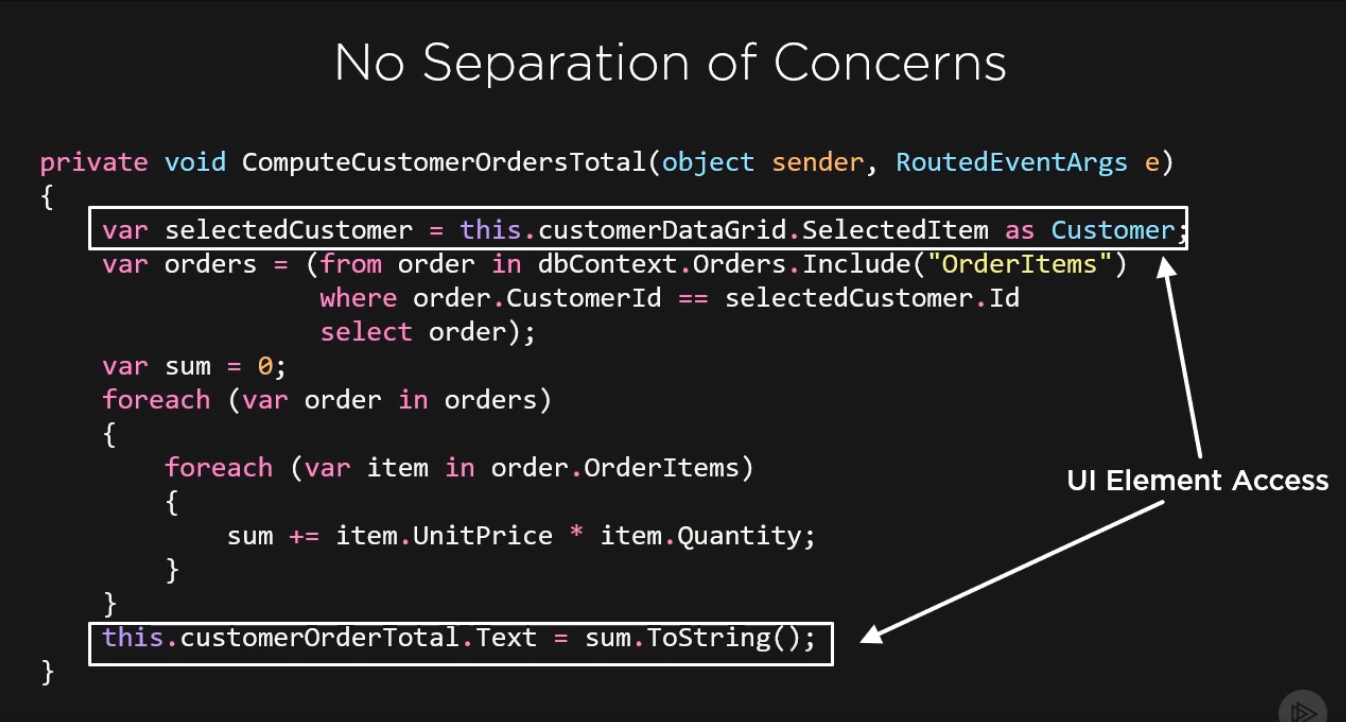 No Separation of Concerns
private void ComputeCustomerOrdersTotal(object sender, RoutedEventArgs e)
{
var selectedCustomer = this.customerDataGrid.SelectedItem as Customer;
var orders = (from order in dbContext.Orders.Include("OrderItems")
where order.CustomerId == selectedCustomer.Id
select order);
var sum = 0;
foreach (var order in orders)
{
foreach (var item in order.OrderItems)
{
UI Element Access
sum += item.UnitPrice * item.Quantity;
}
}
this.customerOrderTotal.Text = sum.ToString();
}